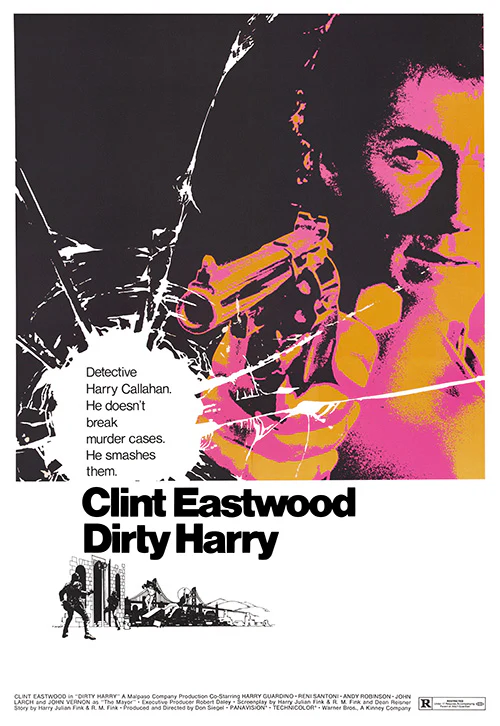 Detective
Harry Callahan.
He doesn't
break
murder cases.
He smashes
them.
Clint Eastwood
Dirty Harry
CLINT EASTWOOD in "DIRTY HARRY" A Malpaso Company Production Co-Starring HARRY GUARDINO • RENI SANTONI • ANDY ROBINSON • JOHN
LARCH and JOHN VERNON as "The Mayor" • Executive Producer Robert Daley • Screenplay by Harry Julian Fink & R. M. Fink and Dean Riesner
Story by Harry Julian Fink & R. M. Fink • Produced and Directed by Don Siegel • PANAVISION® • TECHNICOLOR® • Warner Bros., A Kinney Company
R
RESTRICTED